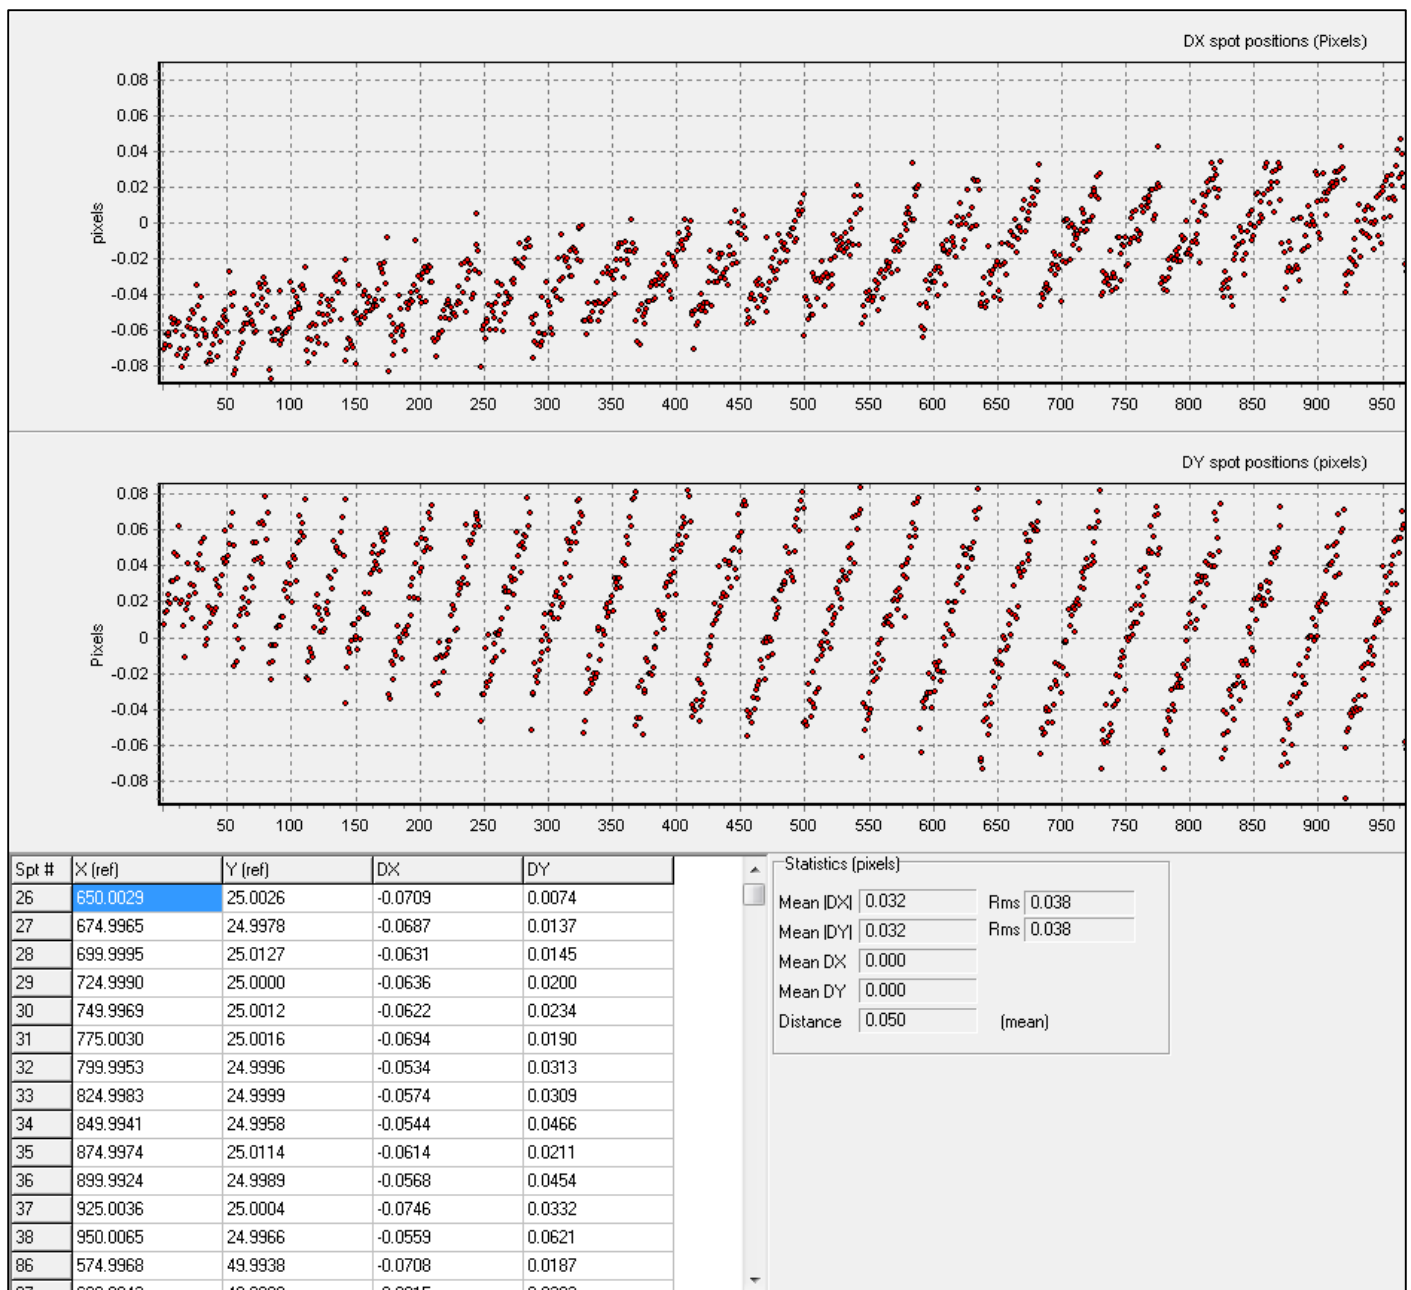 DX spot positions (Pixels)
0.08
0.06
0.04
0.02
0
-0.02
-0.04
-0.06
-0.08
pixels
50 100 150 200 250 300 350 400 450 500 550 600 650 700 750 800 850 900 950
DY spot positions (pixels)
0.08
0.06
0.04
0.02
0
-0.02
-0.04
-0.06
-0.08
Pixels
50 100 150 200 250 300 350 400 450 500 550 600 650 700 750 800 850 900 950
Spt # X (ref) Y (ref) DX DY
26 650.0029 25.0026 -0.0709 0.0074
27 674.9965 24.9978 -0.0687 0.0137
28 699.9995 25.0127 -0.0631 0.0145
29 724.9990 25.0000 -0.0636 0.0200
30 749.9969 25.0012 -0.0622 0.0234
31 775.0030 25.0016 -0.0694 0.0190
32 799.9953 24.9996 -0.0534 0.0313
33 824.9983 24.9999 -0.0574 0.0309
34 849.9941 24.9958 -0.0544 0.0466
35 874.9974 25.0114 -0.0614 0.0211
36 899.9924 24.9989 -0.0568 0.0454
37 925.0036 25.0004 -0.0746 0.0332
38 950.0065 24.9966 -0.0559 0.0621
86 574.9968 49.9938 -0.0708 0.0187
Statistics (pixels)
Mean |DX| 0.032 Rms 0.038
Mean |DY| 0.032 Rms 0.038
Mean DX 0.000
Mean DY 0.000
Distance 0.050 (mean)